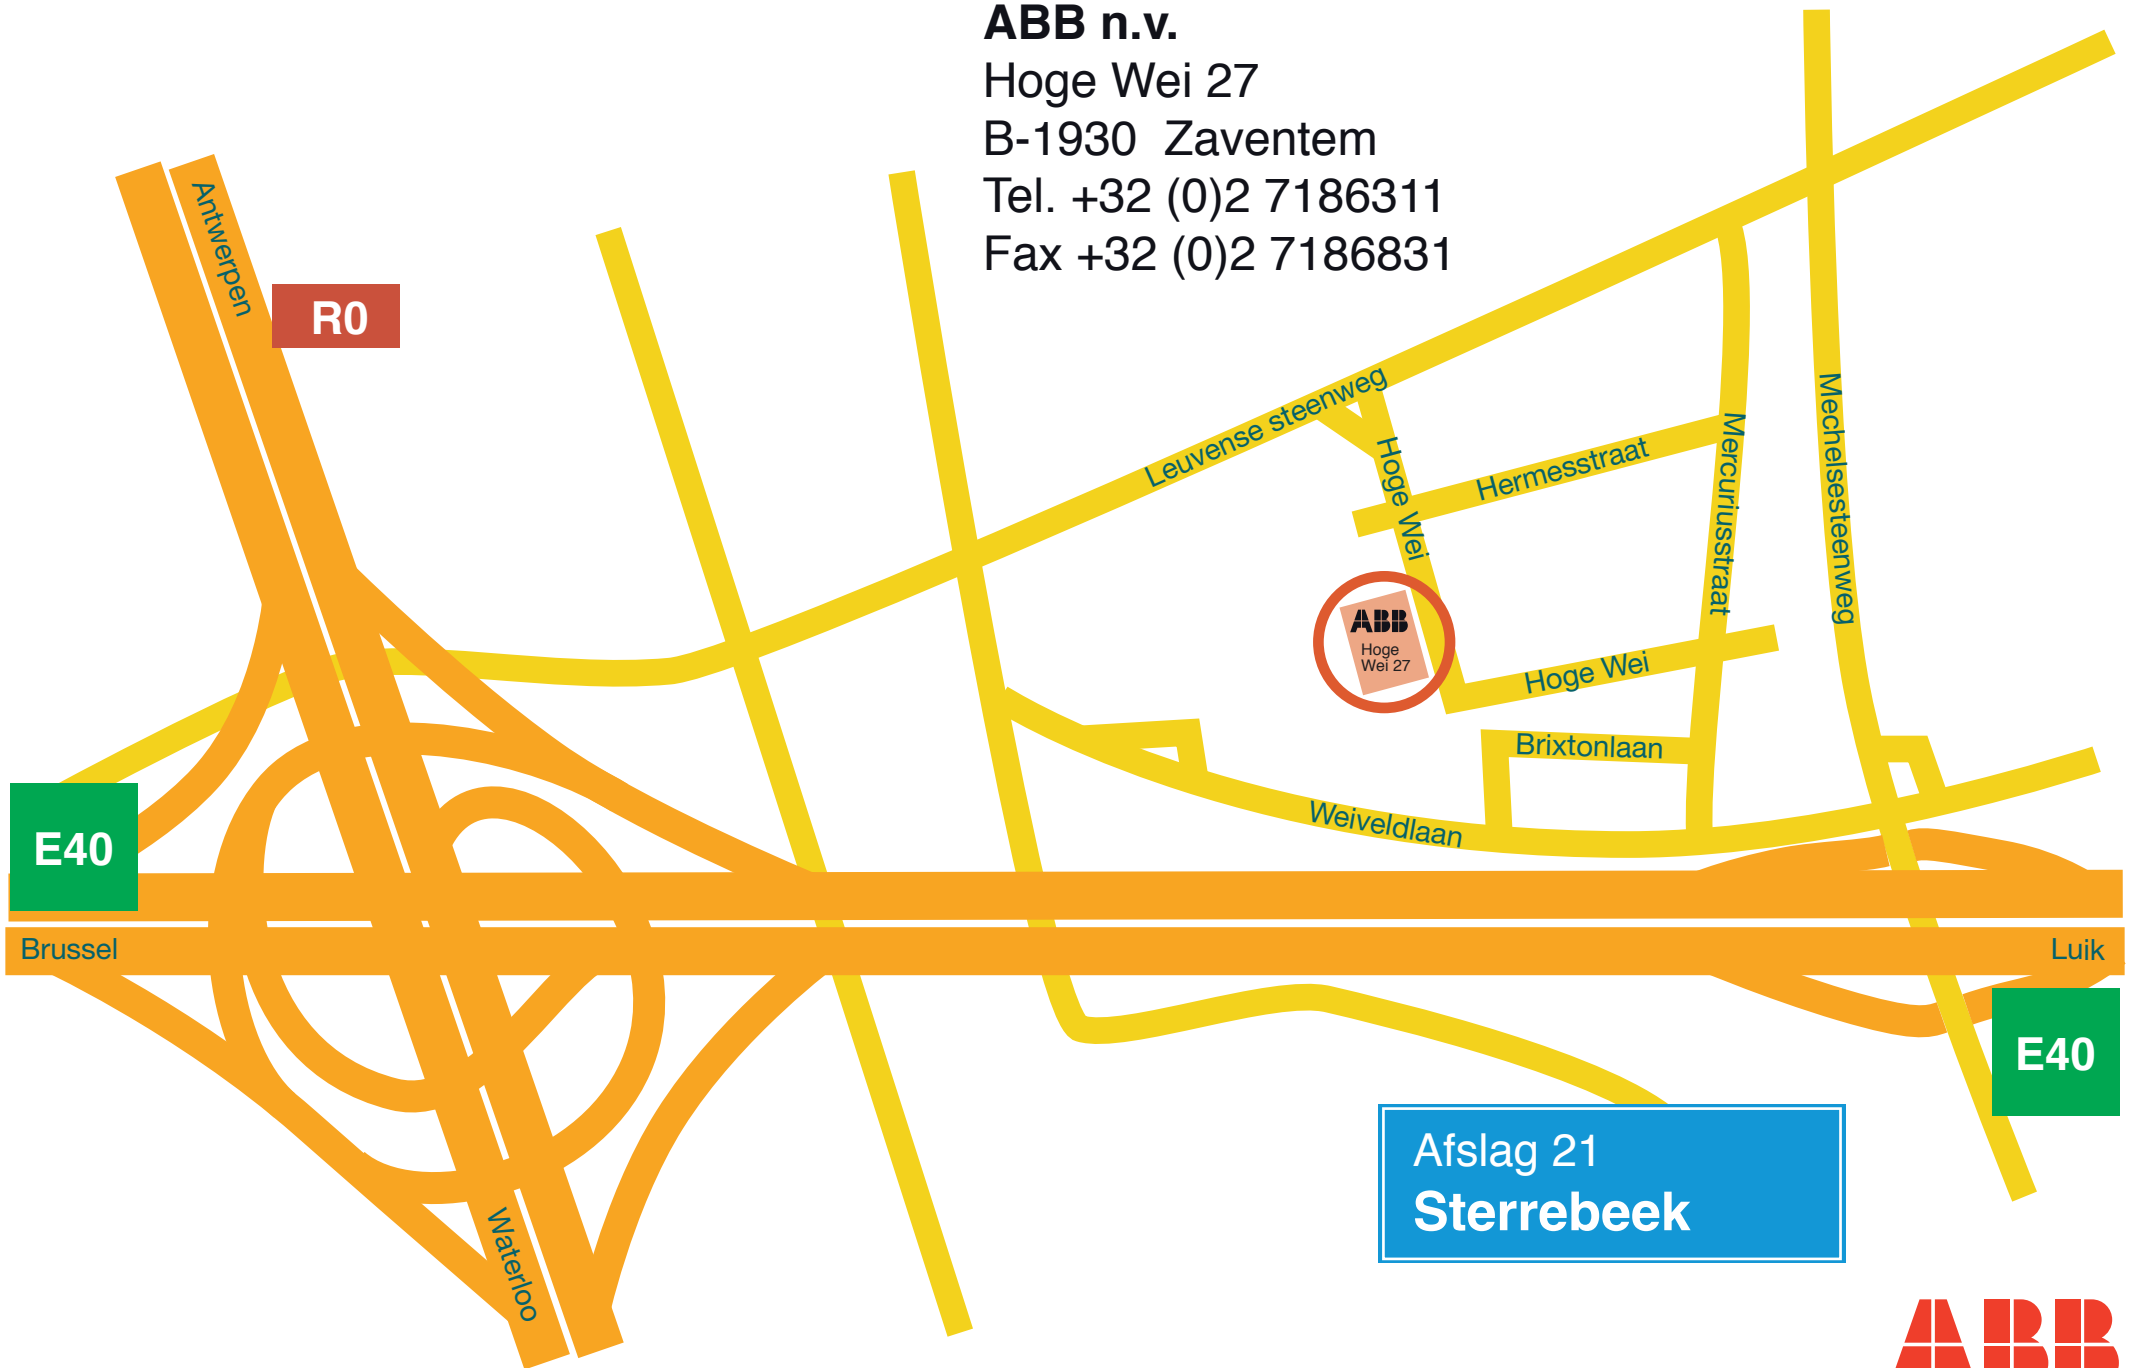 ABB n.v.
Hoge Wei 27
B-1930  Zaventem
Tel. +32 (0)2 7186311
Fax +32 (0)2 7186831
Antwerpen
R0
Leuvense steenweg
Hoge Wei
Hermesstraat
Mercuriusstraat
Mechelsesteenweg
ABB
Hoge
Wei 27
Hoge Wei
Brixtonlaan
Weiveldlaan
E40
Brussel
Luik
E40
Afslag 21
Sterrebeek
Waterloo
ABB